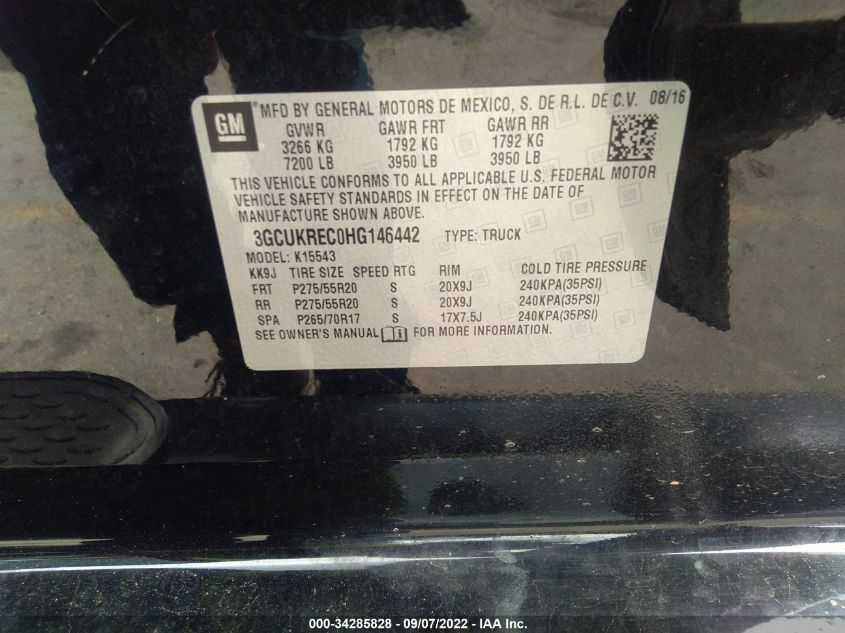 GM ® MFD BY GENERAL MOTORS DE MEXICO, S. DE R.L. DE C.V. 08/16
GVWR GAWR FRT GAWR RR
3266 KG 1792 KG 1792 KG
7200 LB 3950 LB 3950 LB
THIS VEHICLE CONFORMS TO ALL APPLICABLE U.S. FEDERAL MOTOR
VEHICLE SAFETY STANDARDS IN EFFECT ON THE DATE OF
MANUFACTURE SHOWN ABOVE.
3GCUKREC0HG146442 TYPE: TRUCK
MODEL: K15543
KK9J TIRE SIZE SPEED RTG RIM COLD TIRE PRESSURE
FRT P275/55R20 S 20X9J 240KPA(35PSI)
RR P275/55R20 S 20X9J 240KPA(35PSI)
SPA P265/70R17 S 17X7.5J 240KPA(35PSI)
SEE OWNER'S MANUAL FOR MORE INFORMATION.
000-34285828 - 09/07/2022 - IAA Inc.